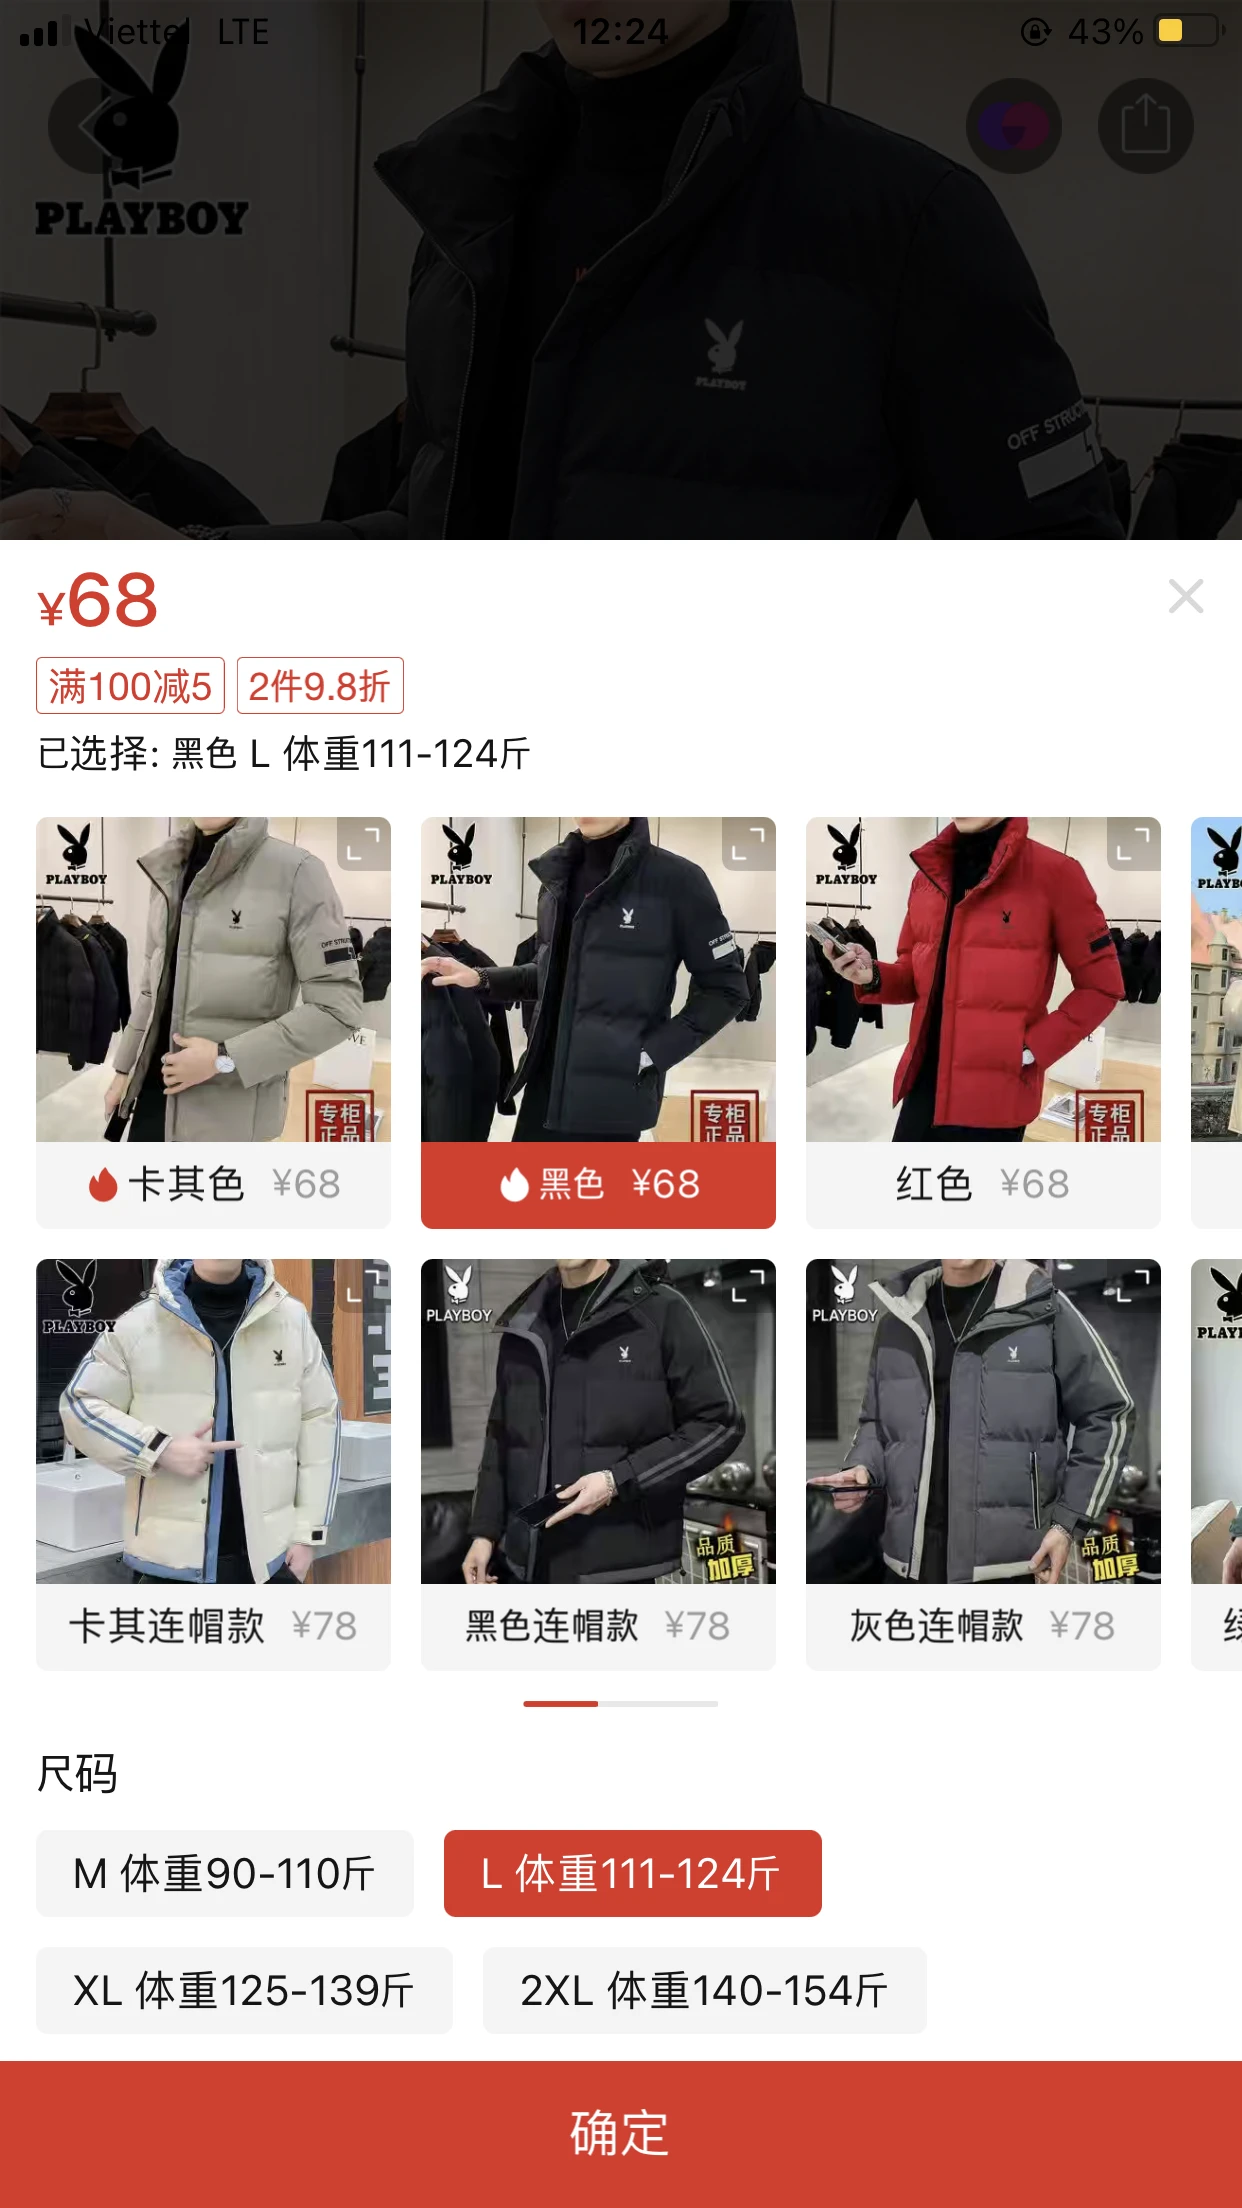 Viettel LTE 12:24 43%
PLAYBOY
PLAYBOY
OFF STRUC
¥68
满100减5 2件9.8折
已选择: 黑色 L 体重111-124斤
PLAYBOY PLAYBOY PLAYBOY PLAYBO
OFF STRUC
OFF STRUC
专柜正品 专柜正品 专柜正品
卡其色 ¥68 黑色 ¥68 红色 ¥68
PLAYBOY PLAYBOY PLAYBOY PLAYB
品质加厚 品质加厚
卡其连帽款 ¥78 黑色连帽款 ¥78 灰色连帽款 ¥78
尺码
M 体重90-110斤 L 体重111-124斤
XL 体重125-139斤 2XL 体重140-154斤
确定